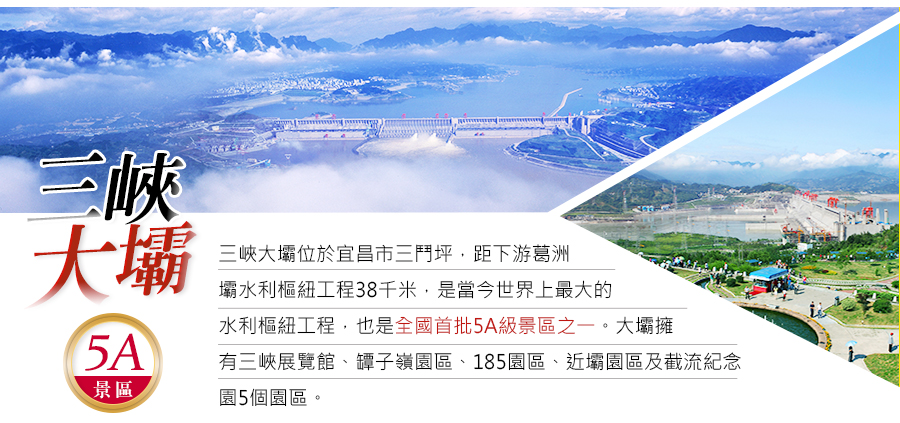 三峽
大壩
5A
景區
三峽大壩位於宜昌市三鬥坪，距下游葛洲
壩水利樞紐工程38千米，是當今世界上最大的
水利樞紐工程，也是全國首批5A級景區之一。大壩擁
有三峽展覽館、罈子嶺園區、185園區、近壩園區及截流紀念
園5個園區。